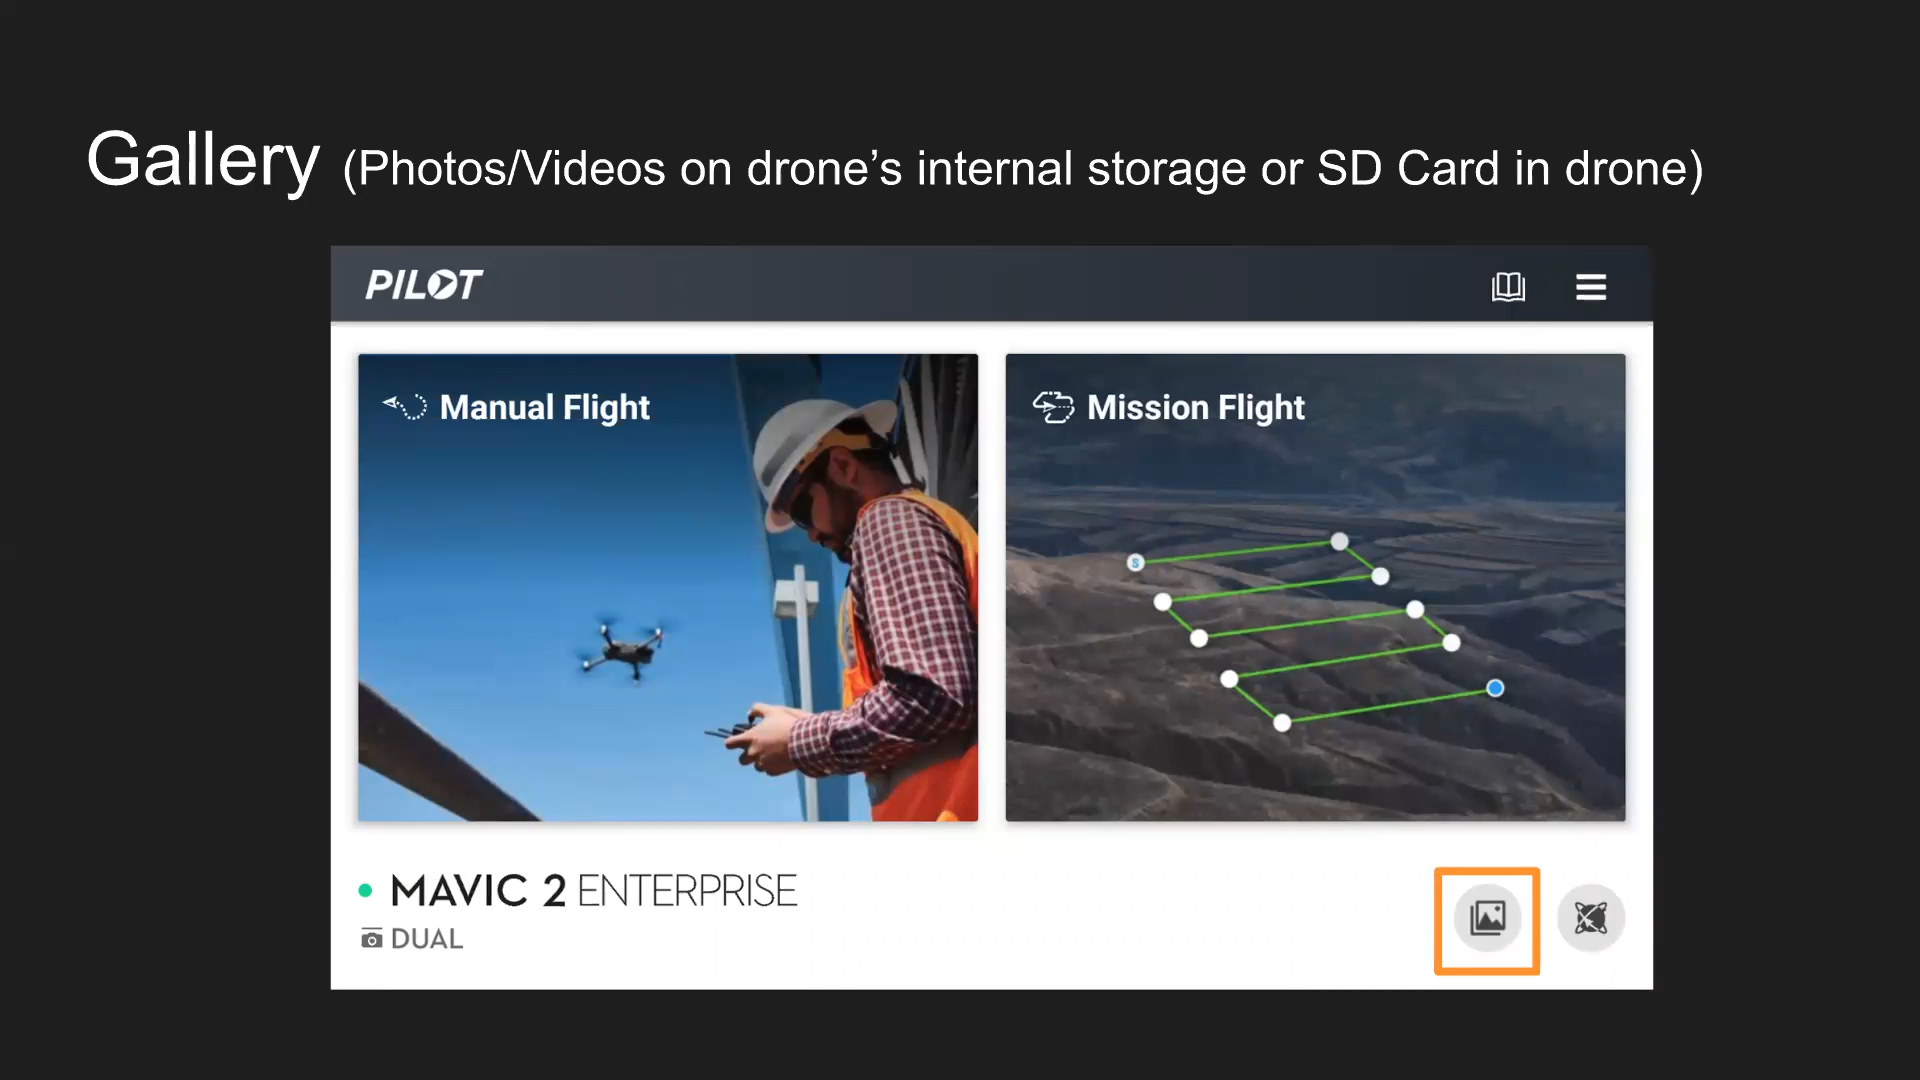 Gallery (Photos/Videos on drone’s internal storage or SD Card in drone)
PILOT
Manual Flight
Mission Flight
S
MAVIC 2 ENTERPRISE
DUAL